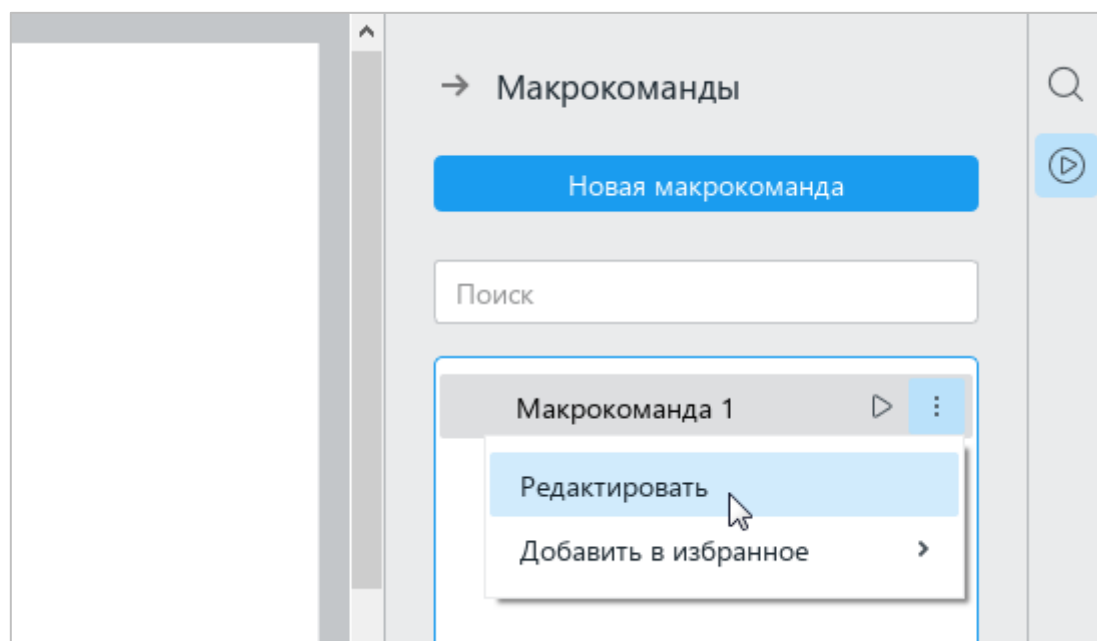 Макрокоманды
Новая макрокоманда
Поиск
Макрокоманда 1
Редактировать
Добавить в избранное